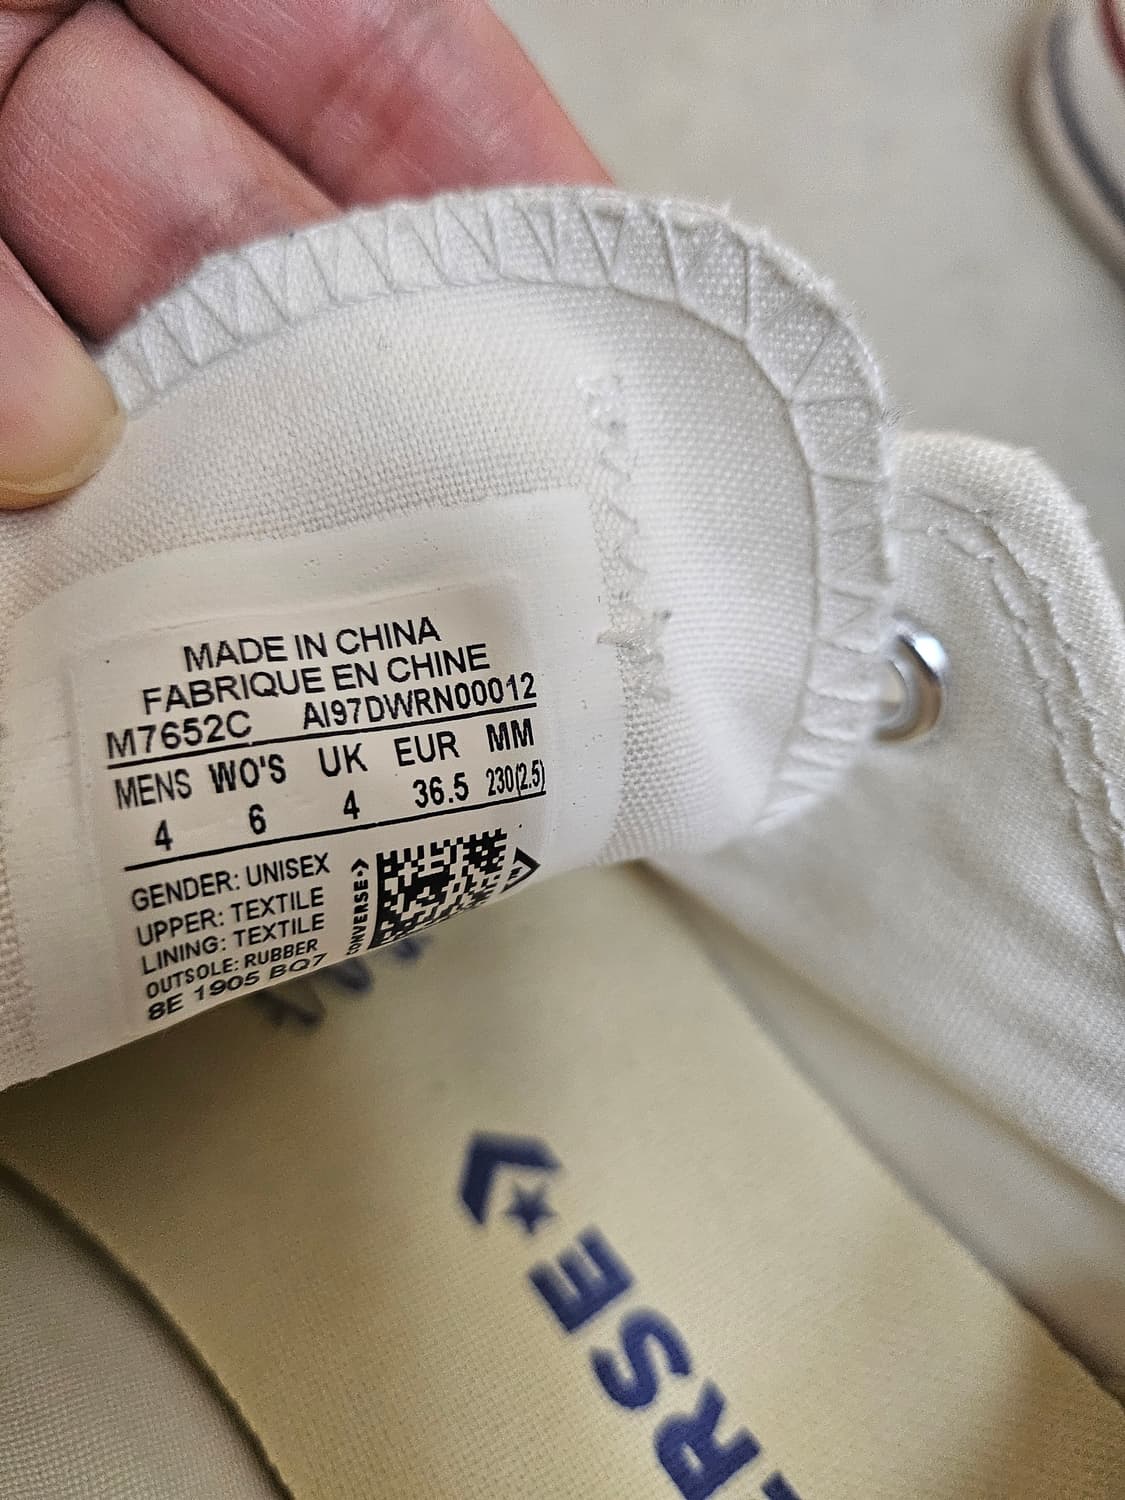 MADE IN CHINA
FABRIQUE EN CHINE
M7652C AI97DWRN00012
MENS WO'S UK EUR MM
4 6 4 36.5 230(2.5)
GENDER: UNISEX
UPPER: TEXTILE
LINING: TEXTILE
OUTSOLE: RUBBER
8E 1905 BQ7
CONVERSE
ERSE